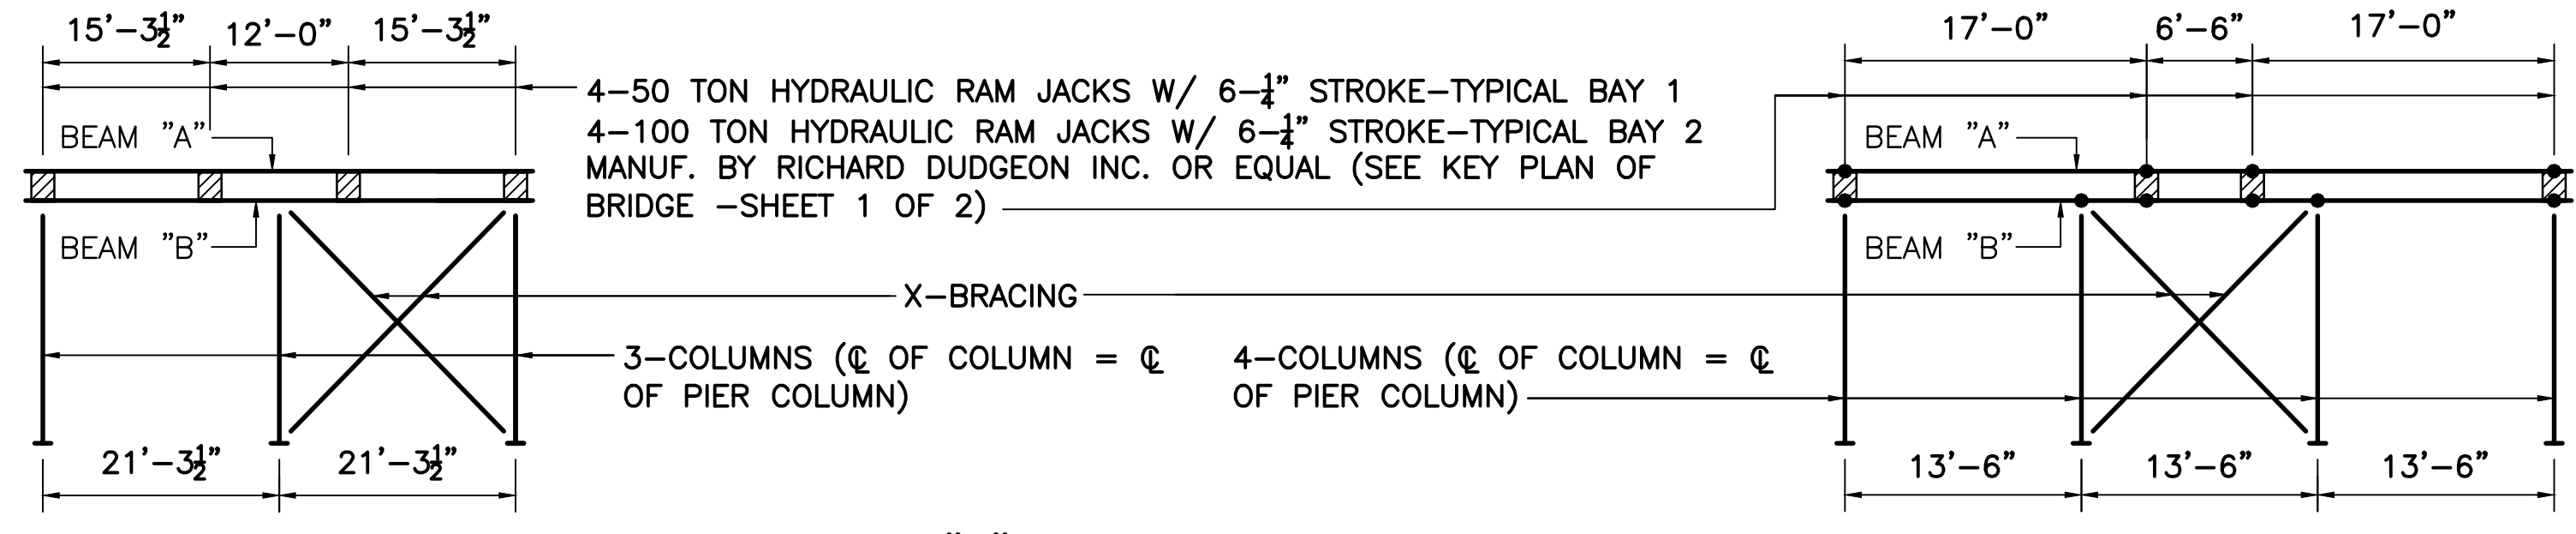 15'-3½" 12'-0" 15'-3½"
17'-0" 6'-6" 17'-0"
4-50 TON HYDRAULIC RAM JACKS W/ 6-¼" STROKE-TYPICAL BAY 1
4-100 TON HYDRAULIC RAM JACKS W/ 6-¼" STROKE-TYPICAL BAY 2
MANUF. BY RICHARD DUDGEON INC. OR EQUAL (SEE KEY PLAN OF
BRIDGE -SHEET 1 OF 2)
BEAM "A"
BEAM "B"
BEAM "A"
BEAM "B"
X-BRACING
3-COLUMNS (℄ OF COLUMN = ℄
OF PIER COLUMN)
4-COLUMNS (℄ OF COLUMN = ℄
OF PIER COLUMN)
21'-3½" 21'-3½"
13'-6" 13'-6" 13'-6"